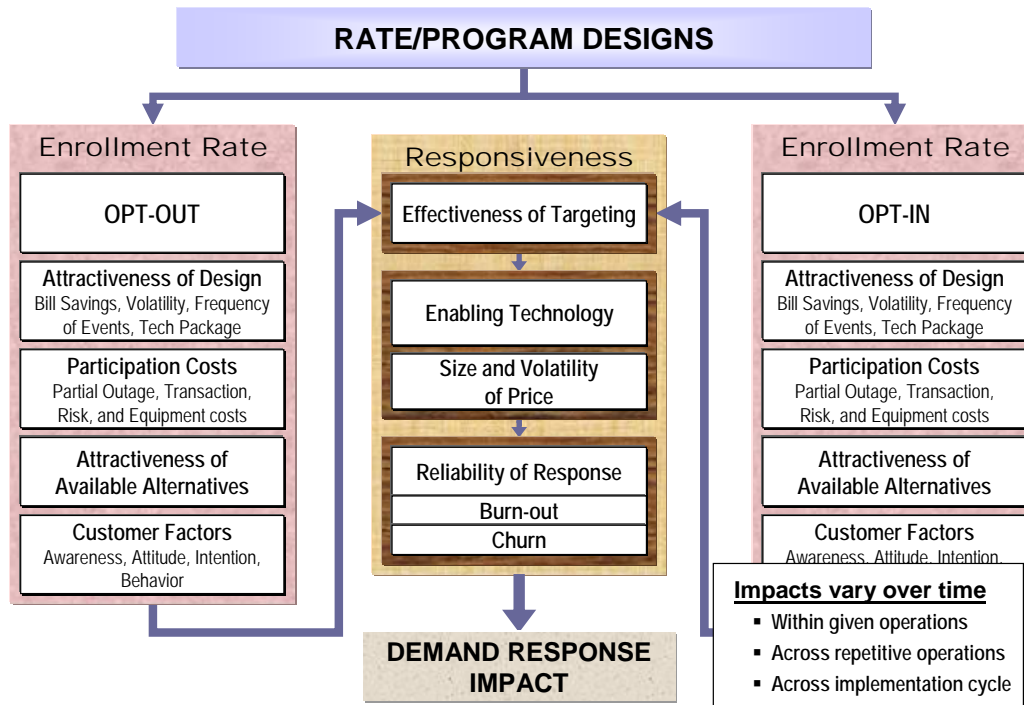 RATE/PROGRAM DESIGNS
Enrollment Rate
OPT-OUT
Attractiveness of Design
Bill Savings, Volatility, Frequency
of Events, Tech Package
Participation Costs
Partial Outage, Transaction,
Risk, and Equipment costs
Attractiveness of
Available Alternatives
Customer Factors
Awareness, Attitude, Intention,
Behavior
Responsiveness
Effectiveness of Targeting
Enabling Technology
Size and Volatility
of Price
Reliability of Response
Burn-out
Churn
DEMAND RESPONSE
IMPACT
Enrollment Rate
OPT-IN
Attractiveness of Design
Bill Savings, Volatility, Frequency
of Events, Tech Package
Participation Costs
Partial Outage, Transaction,
Risk, and Equipment costs
Attractiveness of
Available Alternatives
Customer Factors
Awareness, Attitude, Intention,
Impacts vary over time
▪ Within given operations
▪ Across repetitive operations
▪ Across implementation cycle